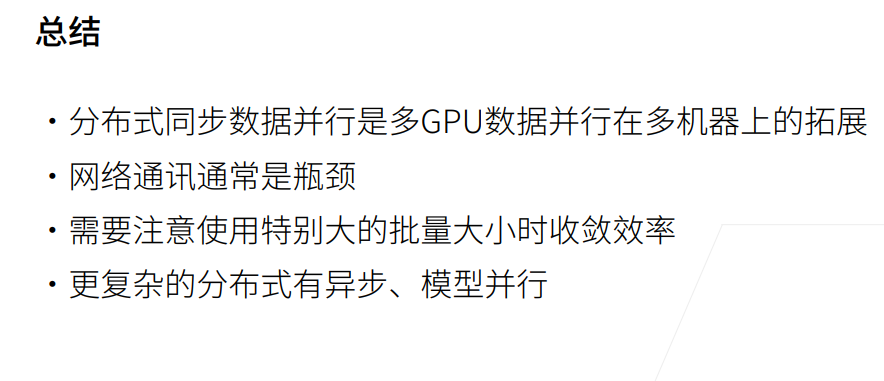 总结
• 分布式同步数据并行是多GPU数据并行在多机器上的拓展
• 网络通讯通常是瓶颈
• 需要注意使用特别大的批量大小时收敛效率
• 更复杂的分布式有异步、模型并行